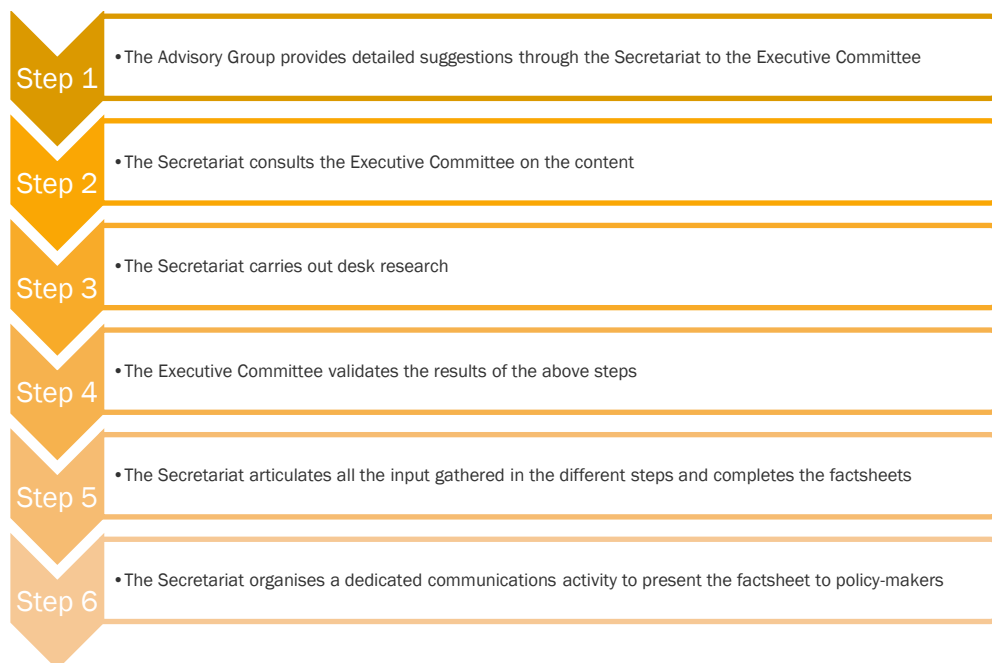 Step 1
•The Advisory Group provides detailed suggestions through the Secretariat to the Executive Committee
Step 2
•The Secretariat consults the Executive Committee on the content
Step 3
•The Secretariat carries out desk research
Step 4
•The Executive Committee validates the results of the above steps
Step 5
•The Secretariat articulates all the input gathered in the different steps and completes the factsheets
Step 6
•The Secretariat organises a dedicated communications activity to present the factsheet to policy-makers